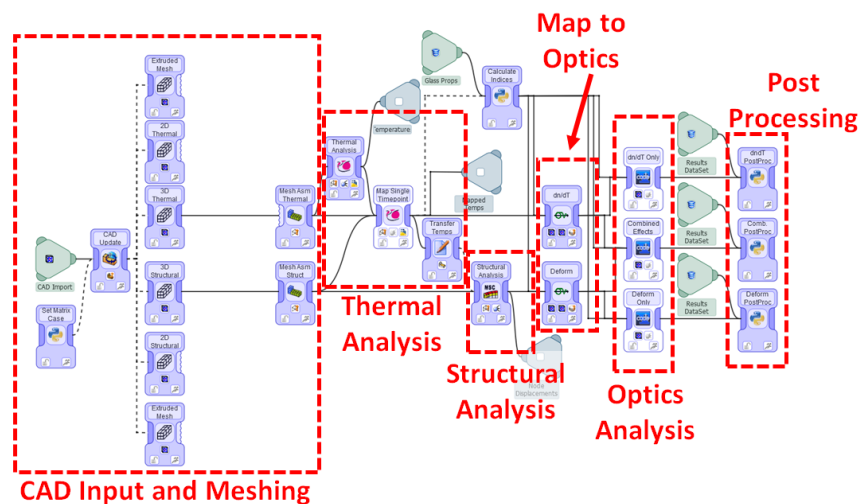 Map to
Optics
Post
Processing
Extruded
Mesh
2D
Thermal
3D
Thermal
3D
Structural
2D
Structural
Extruded
Mesh
CAD
Update
CAD Import
Set Matrix
Case
Mesh Asm
Thermal
Mesh Asm
Struct
Thermal
Analysis
Temperature
Map Single
Timepoint
Transfer
Temps
Glass Props
Calculate
Indices
Mapped
Temps
Structural
Analysis
MSC
Node
Displacements
dn/dT
Deform
dn/dT Only
Combined
Effects
Deform
Only
Results
DataSet
Results
DataSet
Results
DataSet
dndT
PostProc
Comb.
PostProc
Deform
PostProc
Thermal
Analysis
Structural
Analysis
Optics
Analysis
CAD Input and Meshing